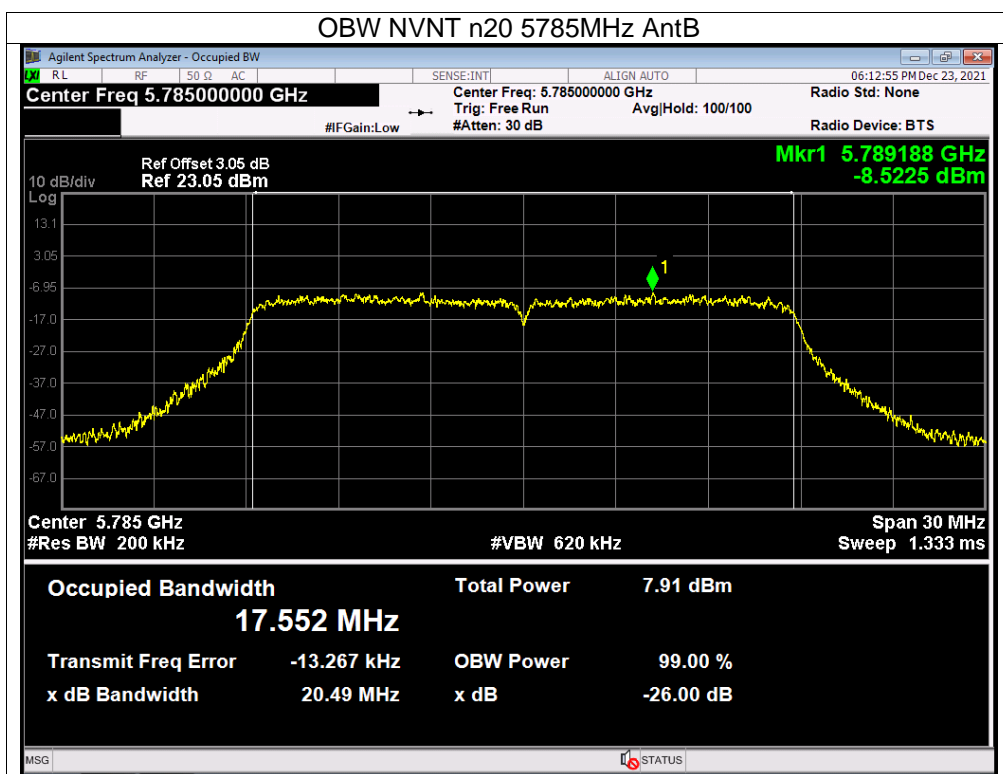 OBW NVNT n20 5785MHz AntB
Agilent Spectrum Analyzer - Occupied BW
LXI RL RF 50 Ω AC SENSE:INT ALIGN AUTO 06:12:55 PM Dec 23, 2021
Center Freq 5.785000000 GHz
Center Freq: 5.785000000 GHz
Radio Std: None
Trig: Free Run Avg|Hold: 100/100
#IFGain:Low #Atten: 30 dB Radio Device: BTS
Ref Offset 3.05 dB
10 dB/div Ref 23.05 dBm
Mkr1 5.789188 GHz
-8.5225 dBm
Log
13.1
3.05
-6.95
-17.0
-27.0
-37.0
-47.0
-57.0
-67.0
1
Center 5.785 GHz Span 30 MHz
#Res BW 200 kHz #VBW 620 kHz Sweep 1.333 ms
Occupied Bandwidth Total Power 7.91 dBm
17.552 MHz
Transmit Freq Error -13.267 kHz OBW Power 99.00 %
x dB Bandwidth 20.49 MHz x dB -26.00 dB
MSG STATUS